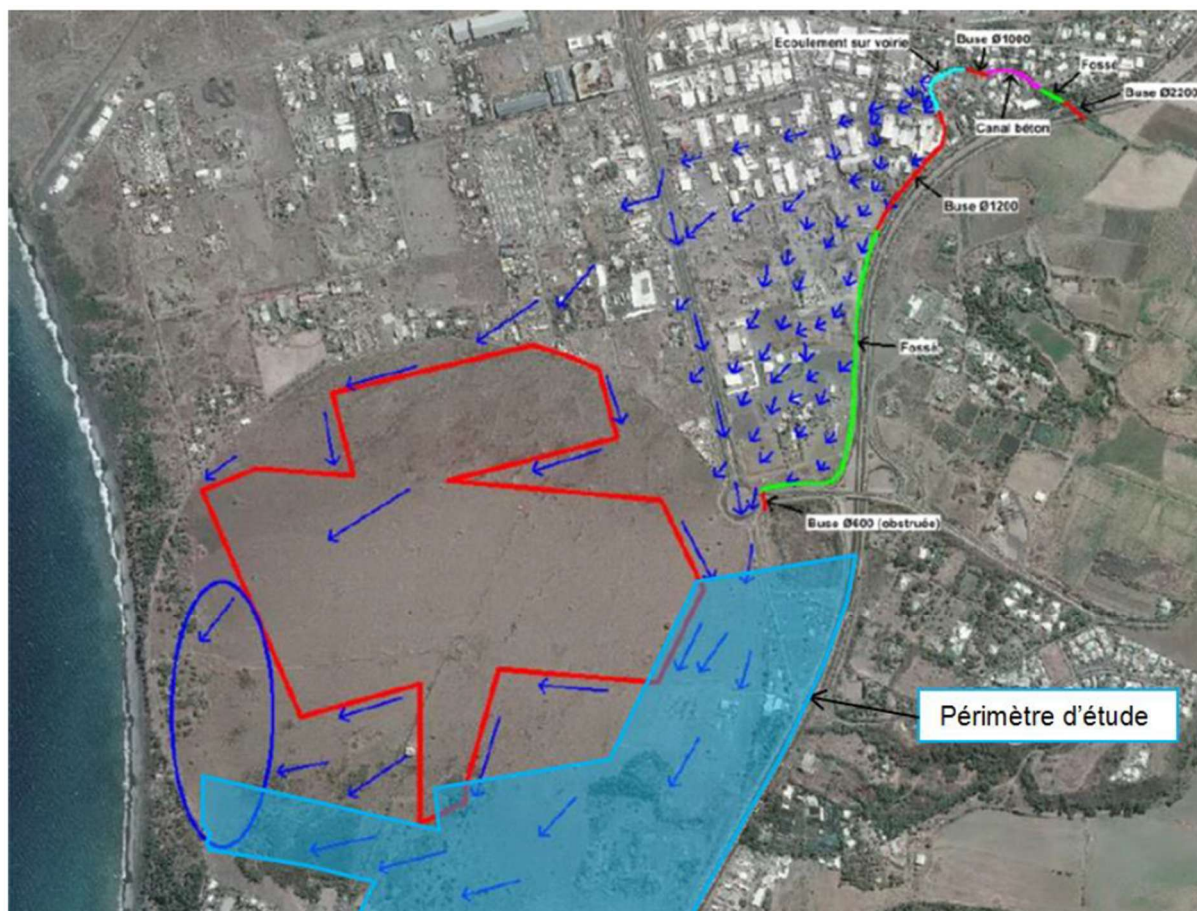 Buse Ø1000
Ecoulement sur voirie
Fossé
Buse Ø2200
Canal béton
Buse Ø1200
Fossé
Buse Ø600 (obstruée)
Périmètre d'étude